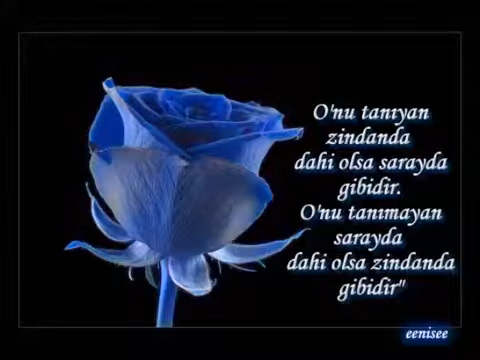 O'nu tanıyan
zindanda
dahi olsa sarayda
gibidir.
O'nu tanımayan
sarayda
dahi olsa zindanda
gibidir"
eenisee